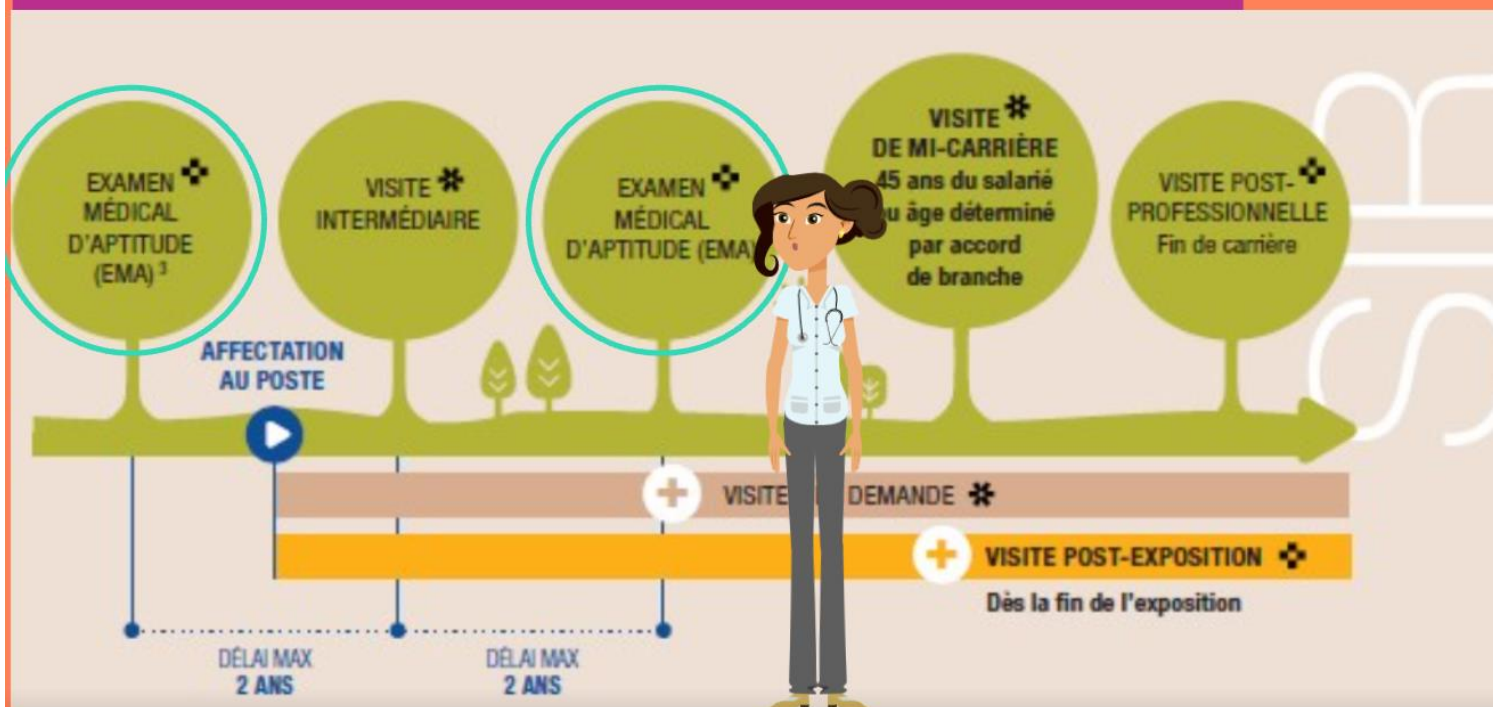 EXAMEN
MÉDICAL
D'APTITUDE
(EMA) 3
VISITE
INTERMÉDIAIRE
EXAMEN
MÉDICAL
D'APTITUDE (EMA)
VISITE
DE MI-CARRIÈRE
45 ans du salarié
âge déterminé
par accord
de branche
VISITE POST-
PROFESSIONNELLE
Fin de carrière
AFFECTATION
AU POSTE
VISITE DEMANDE
VISITE POST-EXPOSITION
Dès la fin de l'exposition
DÉLAI MAX
2 ANS
DÉLAI MAX
2 ANS